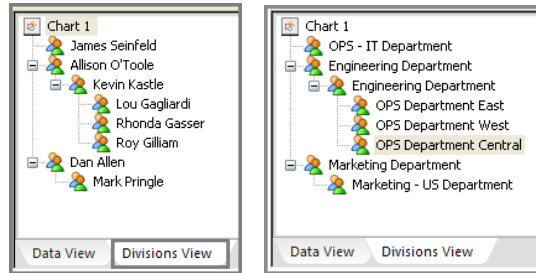 Chart 1
James Seinfeld
Allison O'Toole
Kevin Kastle
Lou Gagliardi
Rhonda Gasser
Roy Gilliam
Dan Allen
Mark Pringle
Data View Divisions View
Chart 1
OPS - IT Department
Engineering Department
Engineering Department
OPS Department East
OPS Department West
OPS Department Central
Marketing Department
Marketing - US Department
Data View Divisions View